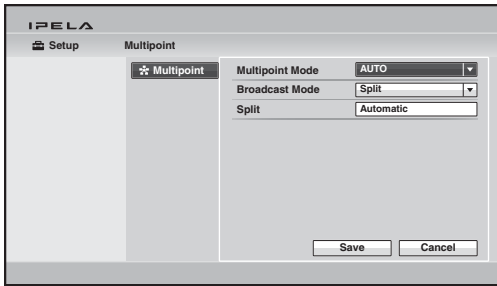 IPELA
Setup Multipoint
Multipoint
Multipoint Mode AUTO
Broadcast Mode Split
Split Automatic
Save Cancel